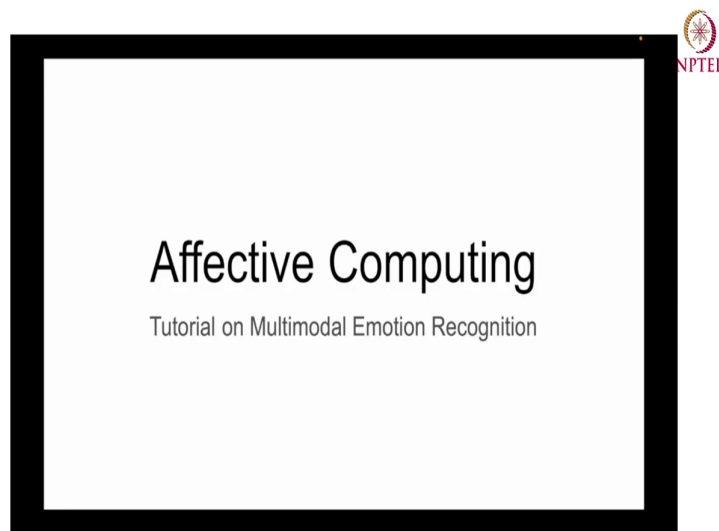 NPTEL
Affective Computing
Tutorial on Multimodal Emotion Recognition